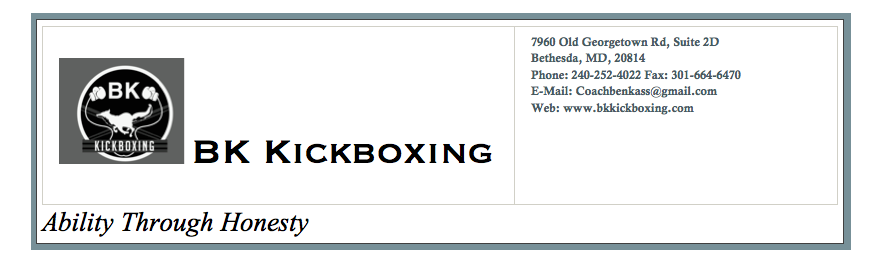 BK
KICKBOXING
BK KICKBOXING
7960 Old Georgetown Rd, Suite 2D
Bethesda, MD, 20814
Phone: 240-252-4022 Fax: 301-664-6470
E-Mail: Coachbenkass@gmail.com
Web: www.bkkickboxing.com
Ability Through Honesty